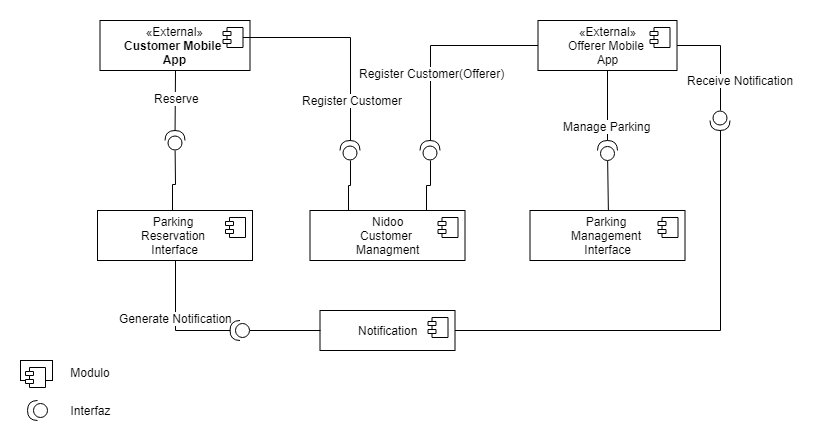 «External»
Customer Mobile
App
«External»
Offerer Mobile
App
Reserve
Register Customer
Register Customer(Offerer)
Receive Notification
Manage Parking
Parking
Reservation
Interface
Nidoo
Customer
Managment
Parking
Management
Interface
Generate Notification
Notification
Modulo
Interfaz